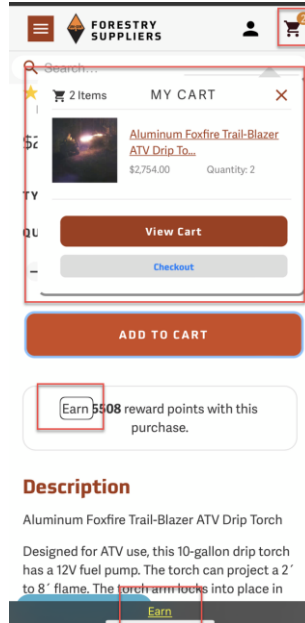 FORESTRY
SUPPLIERS
2
Search...
2 Items
MY CART
Aluminum Foxfire Trail-Blazer
ATV Drip To...
$2,754.00
Quantity: 2
TY
QU
View Cart
Checkout
ADD TO CART
Earn 5508 reward points with this
purchase.
Description
Aluminum Foxfire Trail-Blazer ATV Drip Torch
Designed for ATV use, this 10-gallon drip torch
has a 12V fuel pump. The torch can project a 2´
to 8´ flame. The torch arm locks into place in
Earn